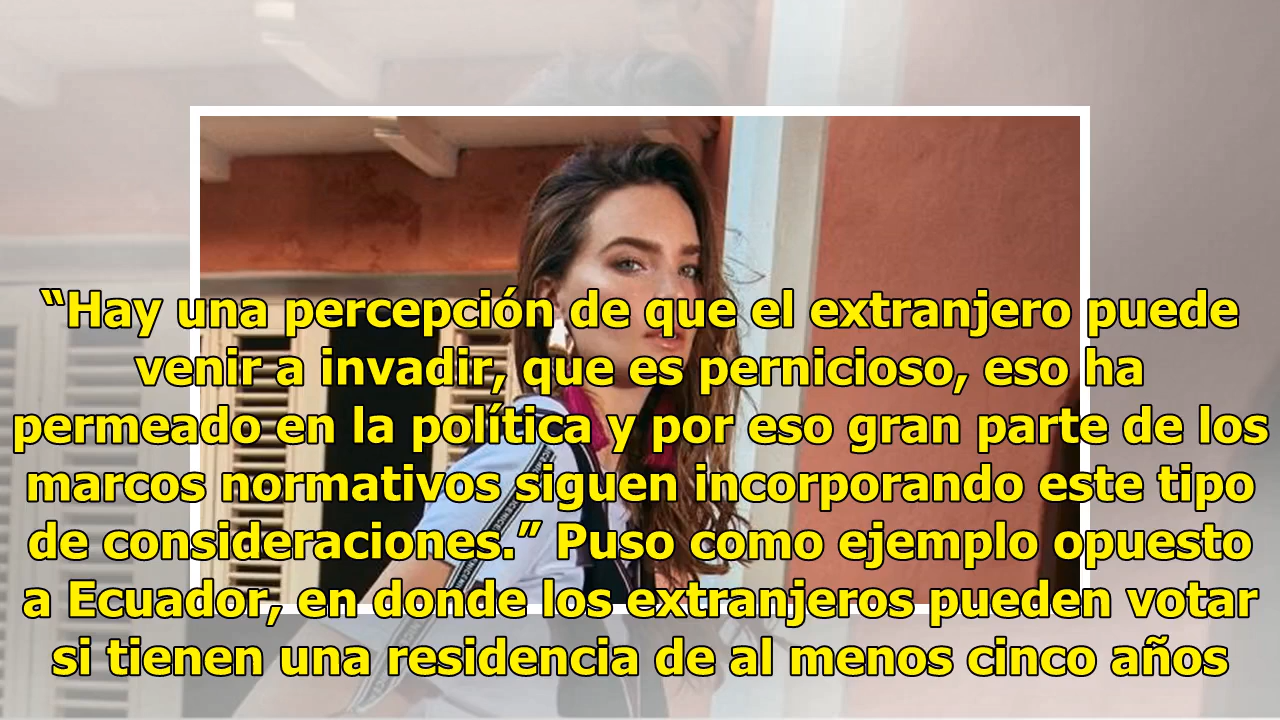 “Hay una percepción de que el extranjero puede
venir a invadir, que es pernicioso, eso ha
permeado en la política y por eso gran parte de los
marcos normativos siguen incorporando este tipo
de consideraciones.” Puso como ejemplo opuesto
a Ecuador, en donde los extranjeros pueden votar
si tienen una residencia de al menos cinco años